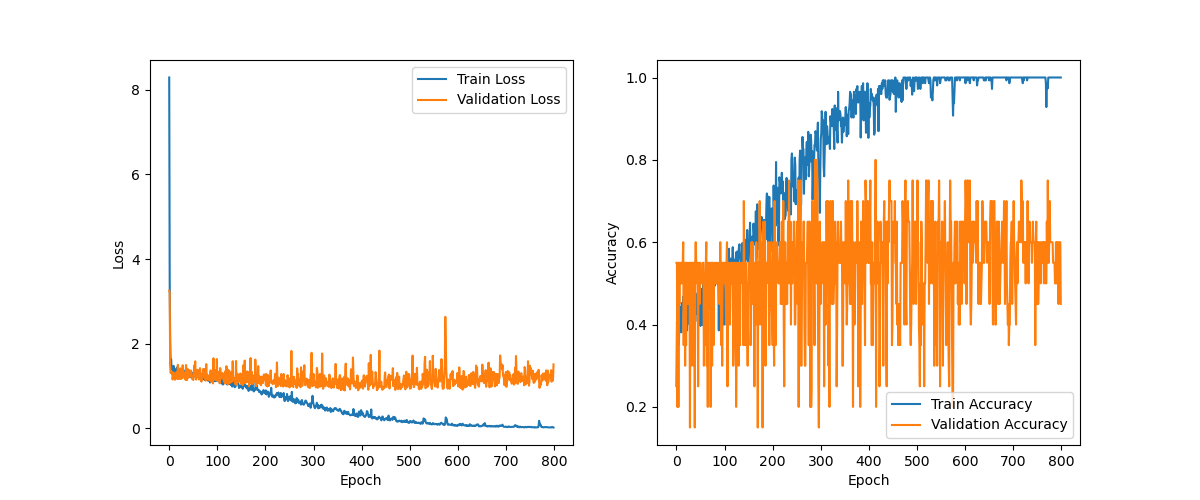 Train Loss
Validation Loss
8
6
4
2
0
Loss
0 100 200 300 400 500 600 700 800
Epoch
1.0
0.8
0.6
0.4
0.2
Accuracy
Train Accuracy
Validation Accuracy
0 100 200 300 400 500 600 700 800
Epoch